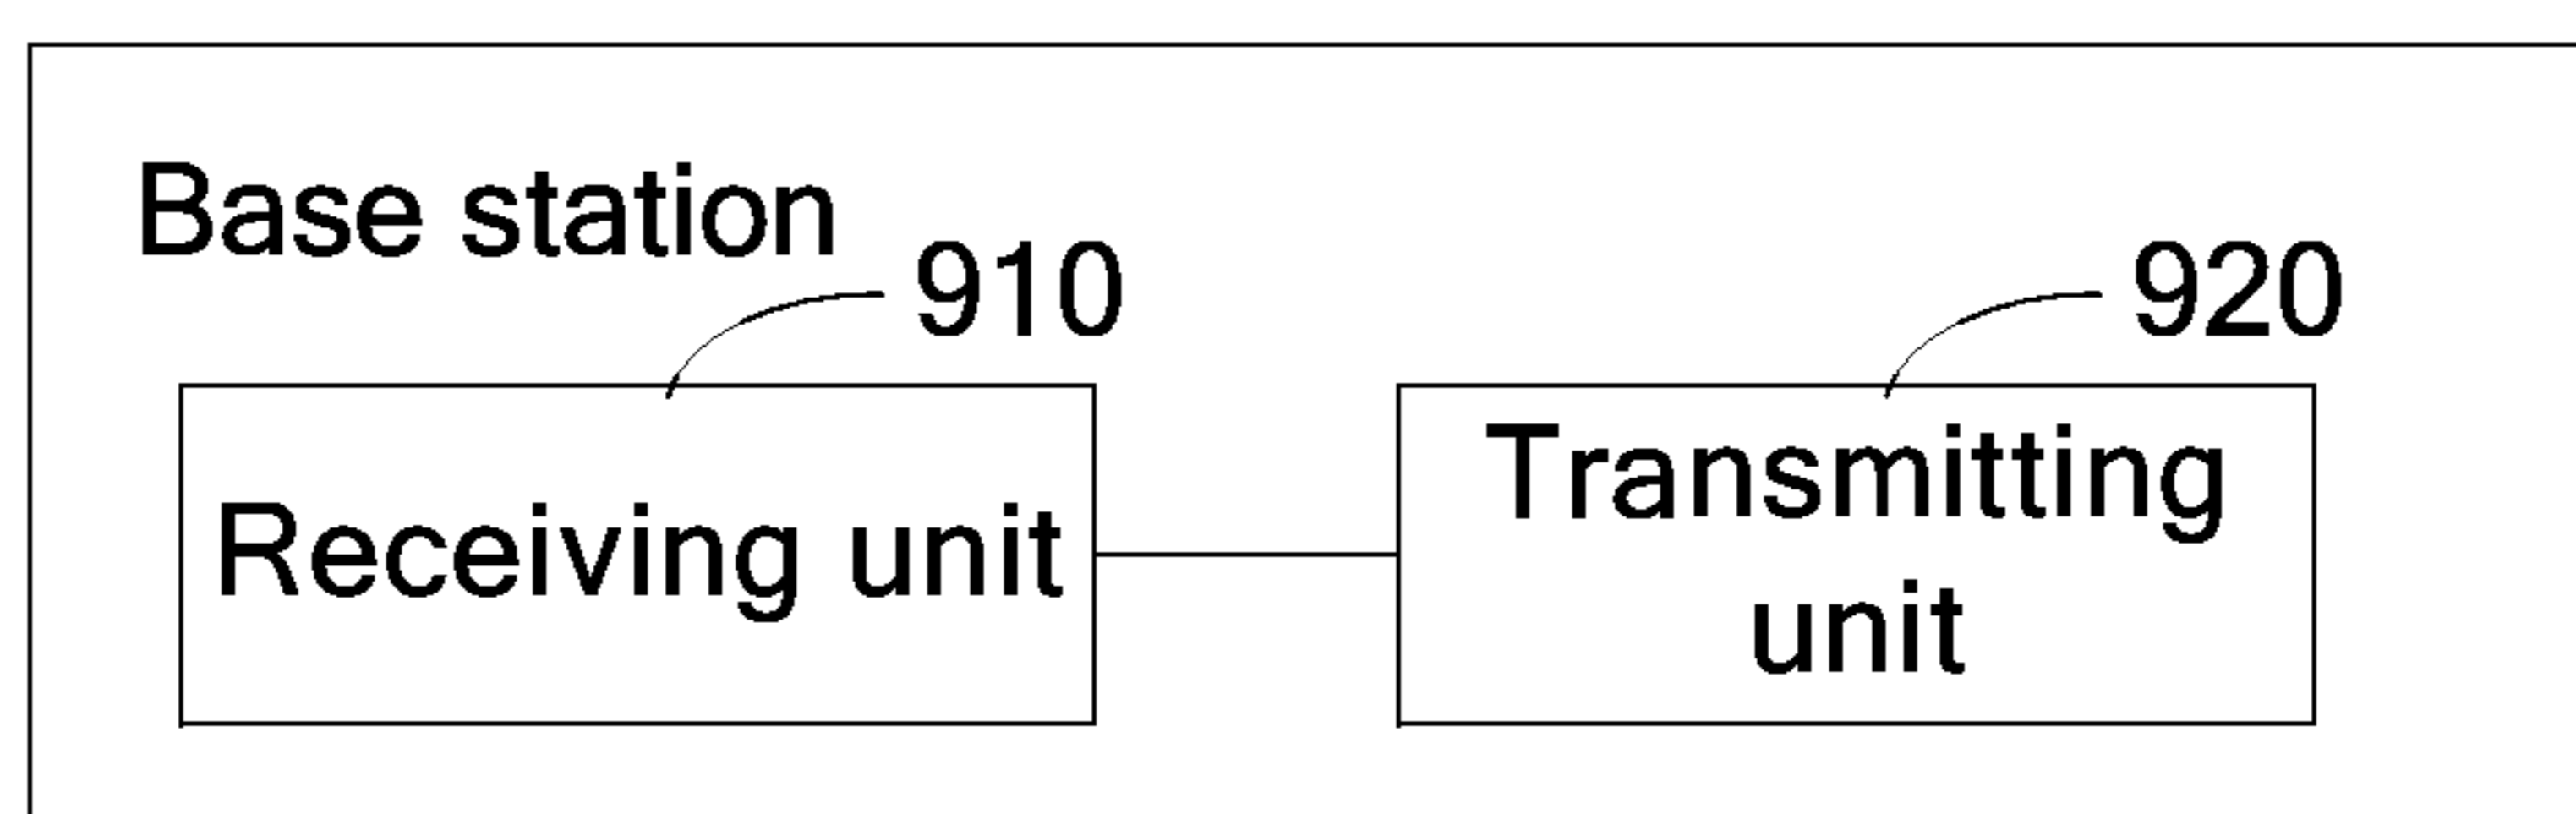 Base station
910
920
Receiving unit
Transmitting
unit